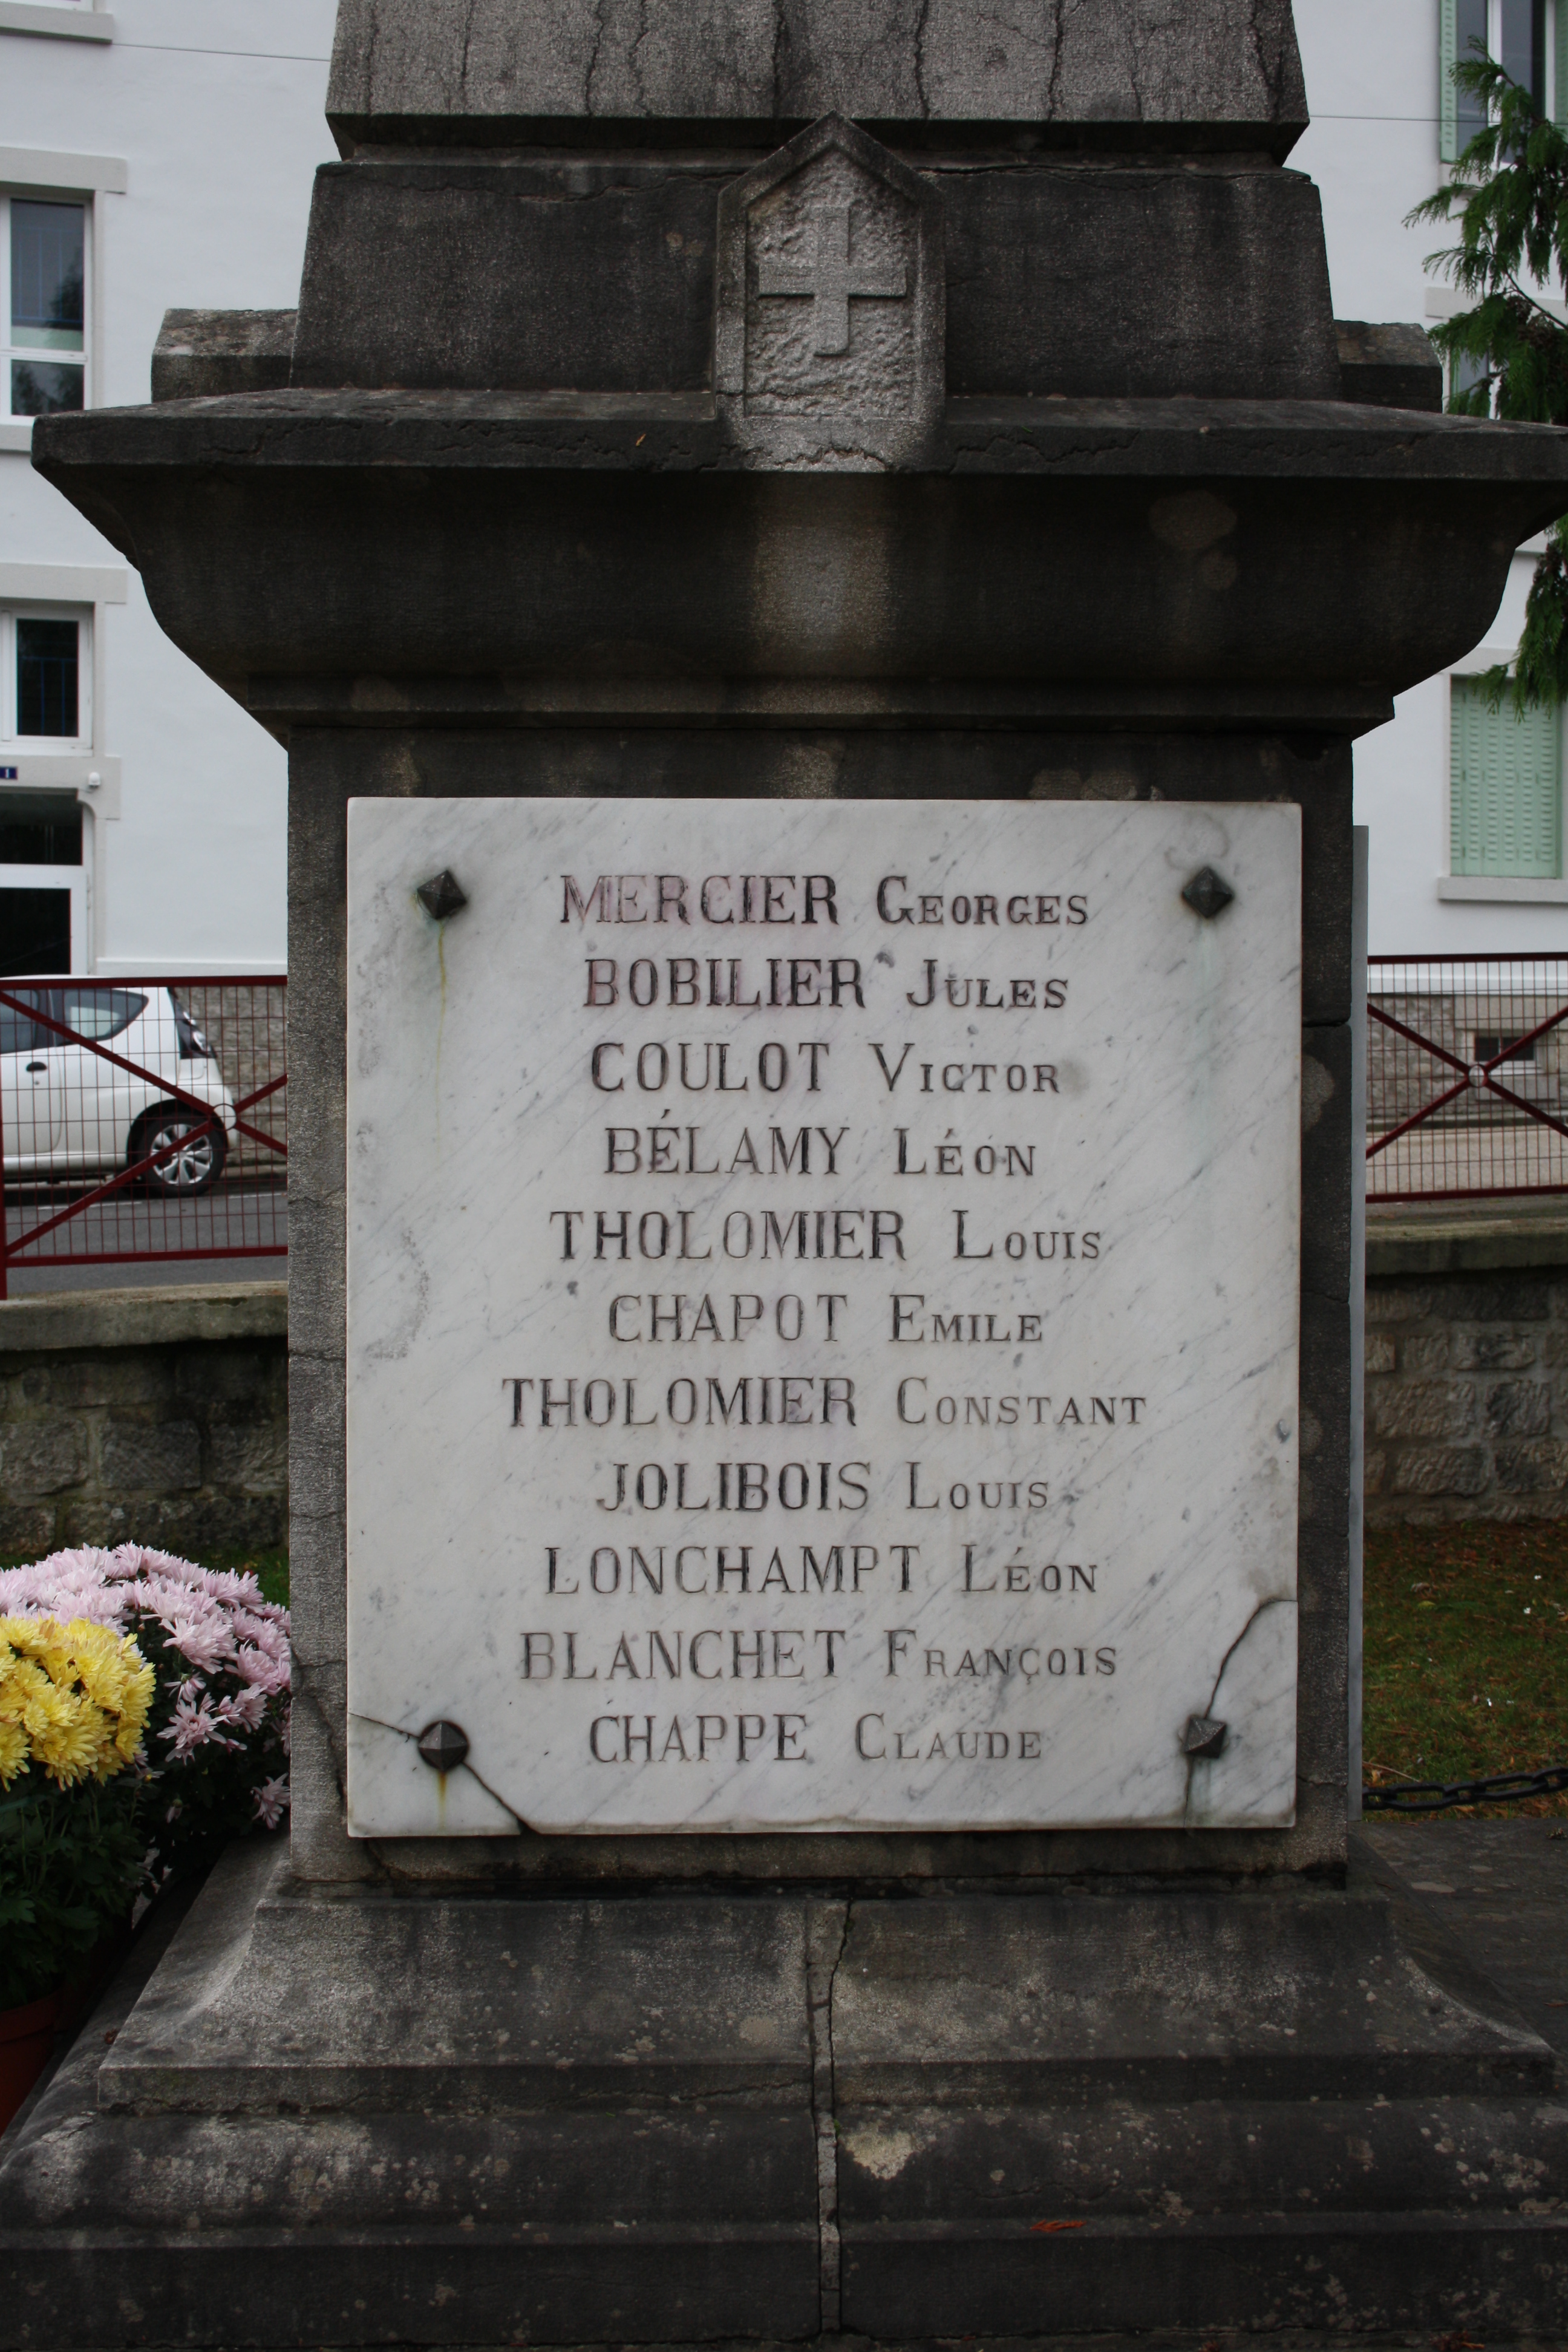 MERCIER GEORGES
BOBILIER JULES
COULOT VICTOR
BÉLAMY LÉON
THOLOMIER LOUIS
CHAPOT EMILE
THOLOMIER CONSTANT
JOLIBOIS LOUIS
LONCHAMPT LÉON
BLANCHET FRANÇOIS
CHAPPE CLAUDE